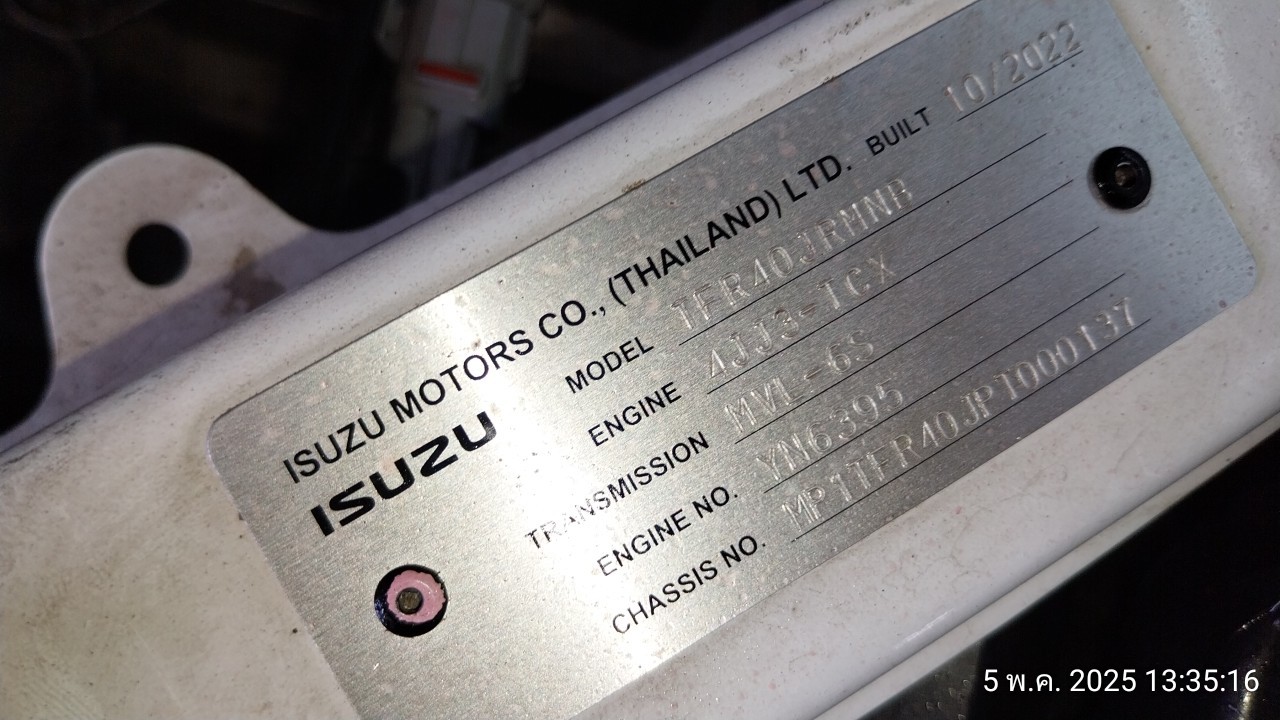 ISUZU MOTORS CO., (THAILAND) LTD. BUILT 10/2022
ISUZU
MODEL TFR40JRMNB
ENGINE 4JJ3-TCX
TRANSMISSION MVL-6S
ENGINE NO. YN6395
CHASSIS NO. MP1TFR40JPT000137
5 พ.ค. 2025 13:35:16